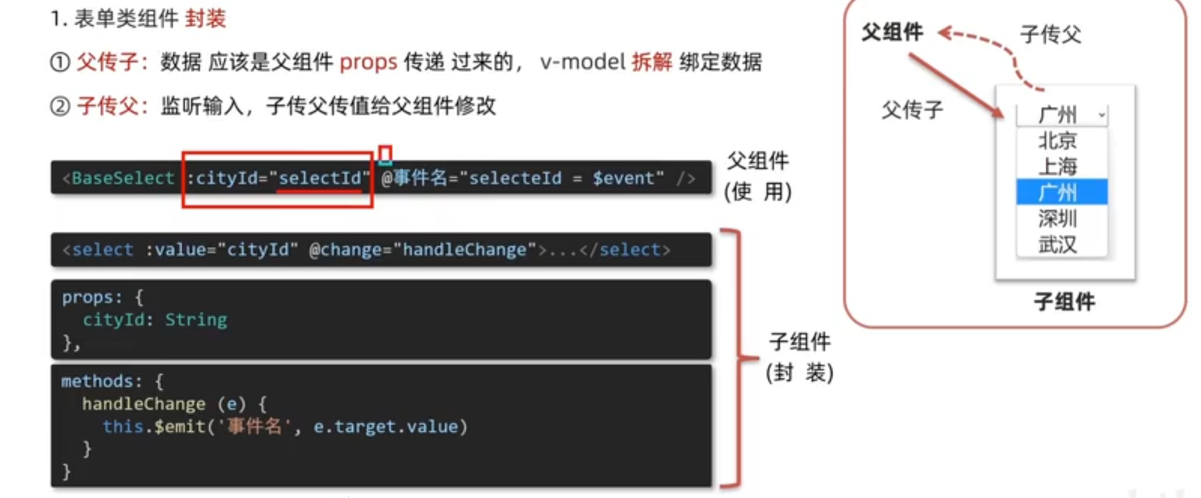 1. 表单类组件 封装
① 父传子：数据 应该是父组件 props 传递 过来的， v-model 拆解 绑定数据
② 子传父：监听输入，子传父传值给父组件修改
<BaseSelect :cityId="selectId" @事件名="selecteId = $event" />
父组件
(使 用)
<select :value="cityId" @change="handleChange">...</select>
props: {
cityId: String
},
methods: {
handleChange (e) {
this.$emit('事件名', e.target.value)
}
}
子组件
(封 装)
父组件
子传父
父传子
广州
北京
上海
广州
深圳
武汉
子组件